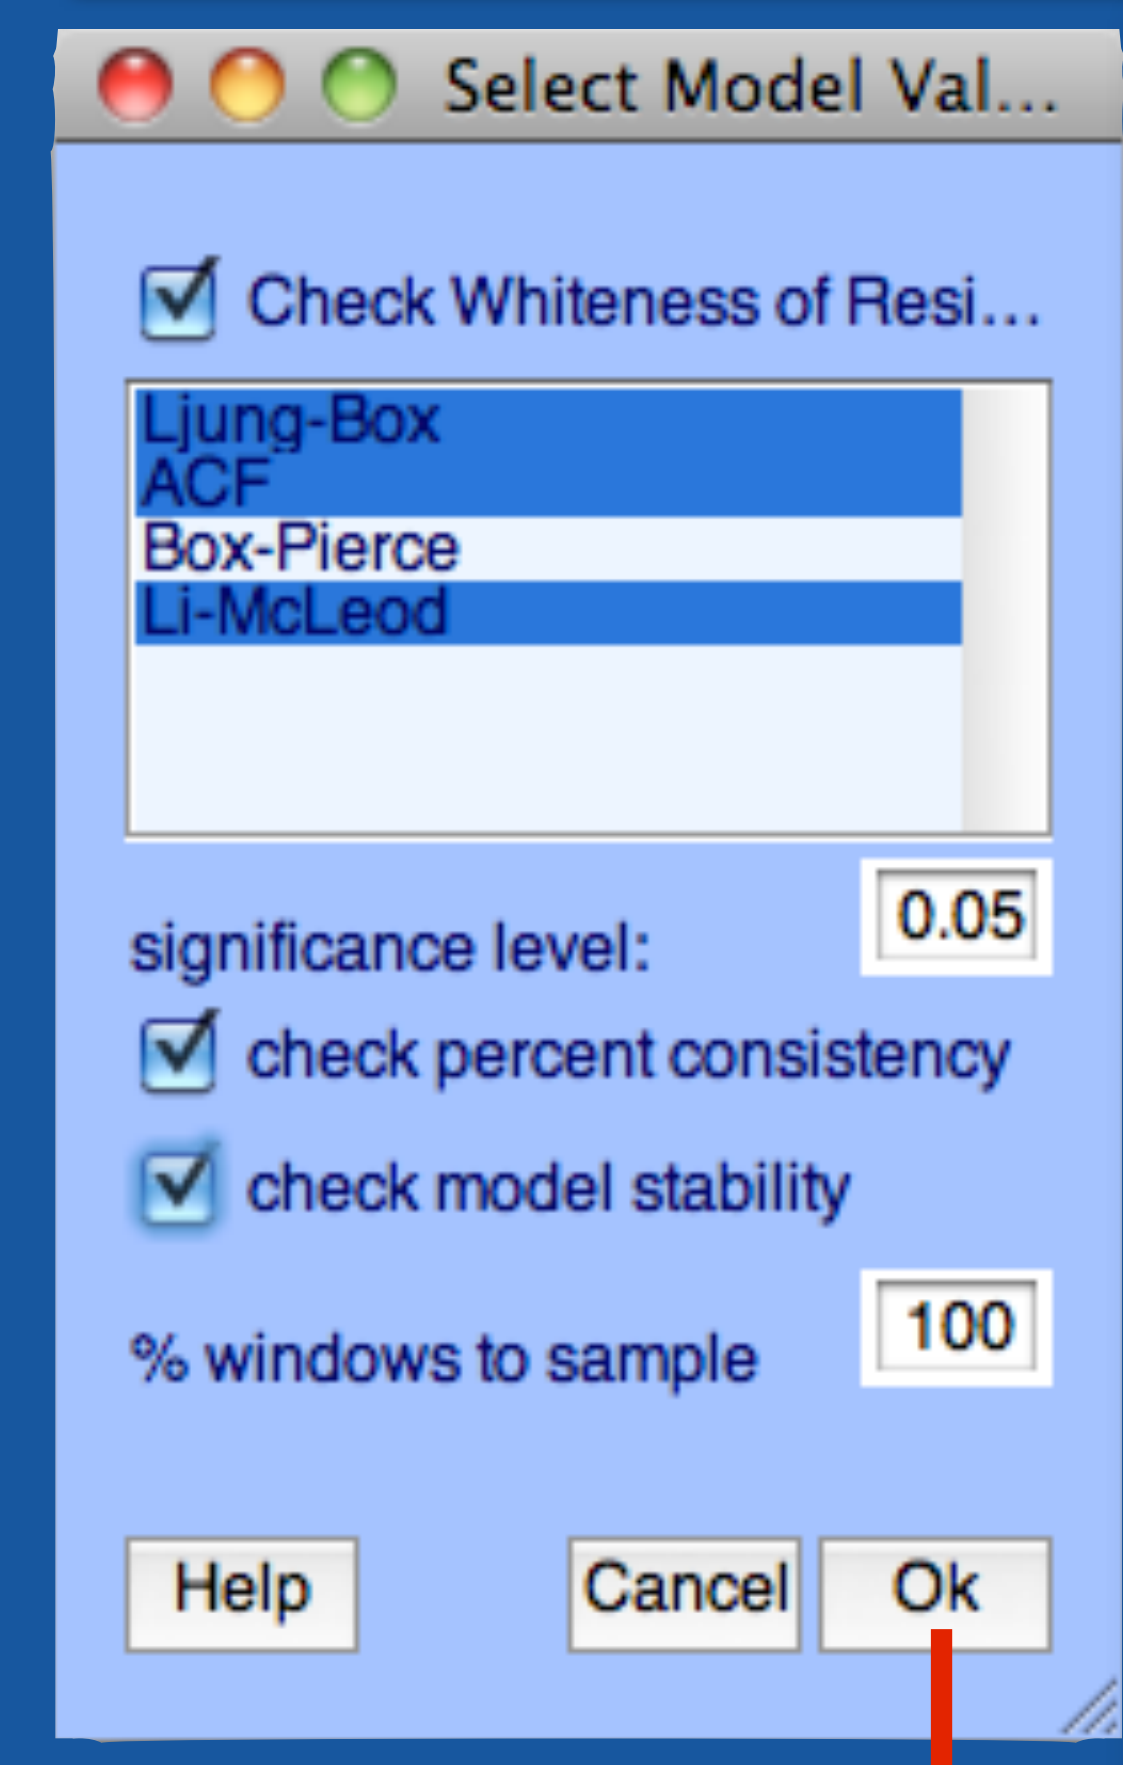 Select Model Val...
Check Whiteness of Resi...
Ljung-Box
ACF
Box-Pierce
Li-McLeod
significance level: 0.05
check percent consistency
check model stability
% windows to sample 100
Help Cancel Ok